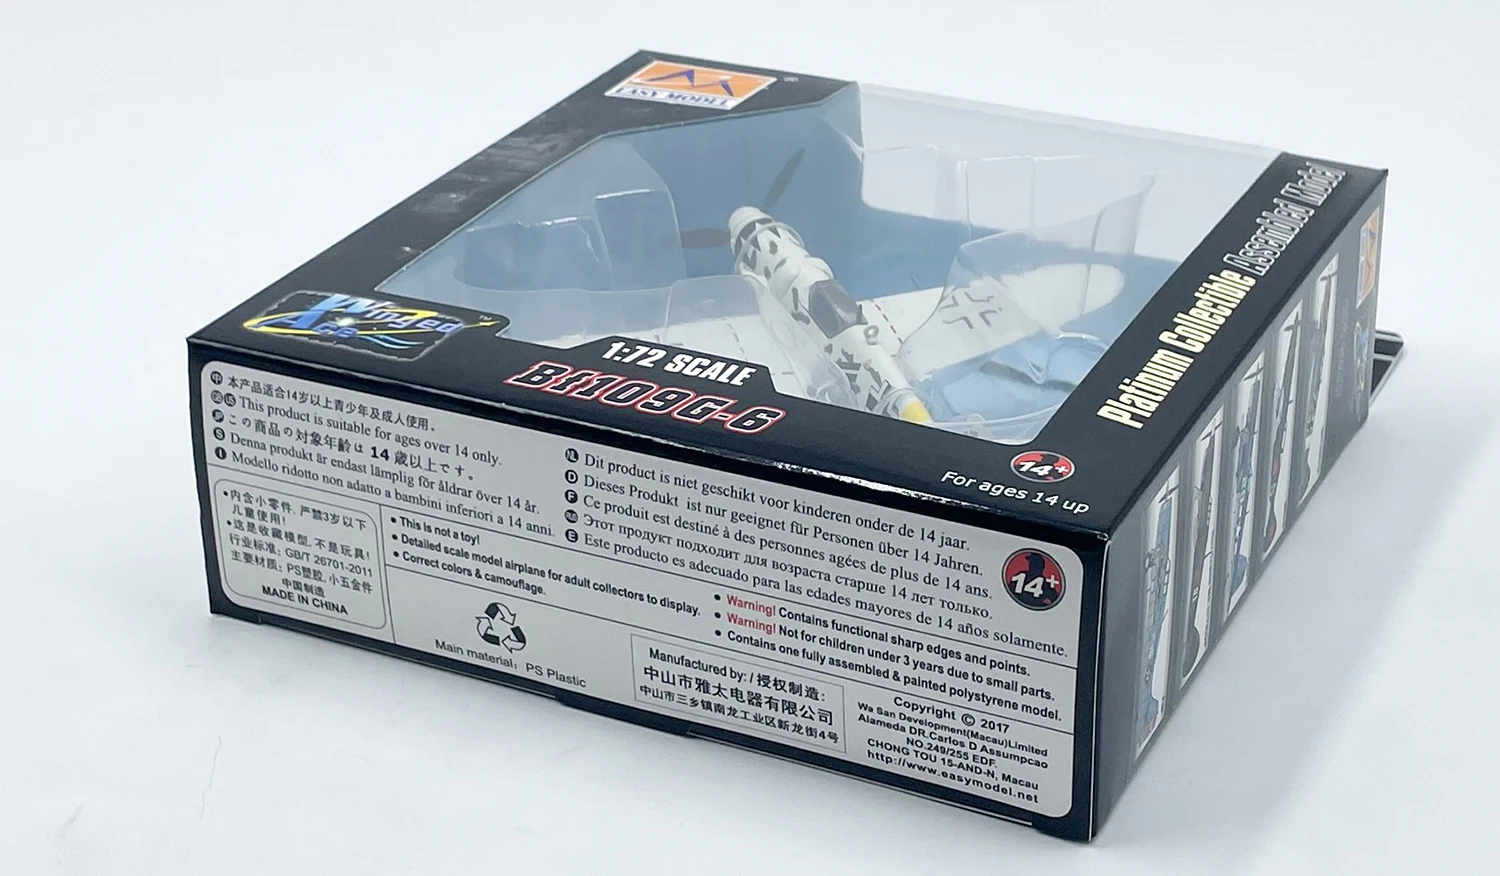 EASY MODEL
®
Winged Ace
™
1:72 SCALE
Bf109G-6
Platinum Collectible Assembled Model
14+
For ages 14 up
中 本产品适合14岁以上青少年及成人使用。
GB US This product is suitable for ages over 14 only.
JP この商品の対象年齢は 14 歳以上です。
S Denna produkt är endast lämplig för åldrar över 14 år.
I Modello ridotto non adatto a bambini inferiori a 14 anni.
NL Dit product is niet geschikt voor kinderen onder de 14 jaar.
D Dieses Produkt ist nur geeignet für Personen über 14 Jahren.
F Ce produit est destiné à des personnes agées de plus de 14 ans.
Этот продукт подходит для возраста старше 14 лет только.
E Este producto es adecuado para las edades mayores de 14 años solamente.
14+
•内含小零件, 严禁3岁以下
儿童使用!
•这是收藏模型, 不是玩具!
行业标准: GB/T 26701-2011
主要材质: PS塑胶, 小五金件
中国制造
MADE IN CHINA
• This is not a toy!
• Detailed scale model airplane for adult collectors to display.
• Correct colors & camouflage.
• Warning! Contains functional sharp edges and points.
• Warning! Not for children under 3 years due to small parts.
• Contains one fully assembled & painted polystyrene model.
Main material: PS Plastic
Manufactured by: / 授权制造:
中山市雅太电器有限公司
中山市三乡镇南龙工业区新龙街4号
Copyright © 2017
Wa San Development(Macau)Limited
Alameda DR.Carlos D Assumpcao
NO.249/255 EDF.
CHONG TOU 15-AND-N, Macau
http://www.easymodel.net